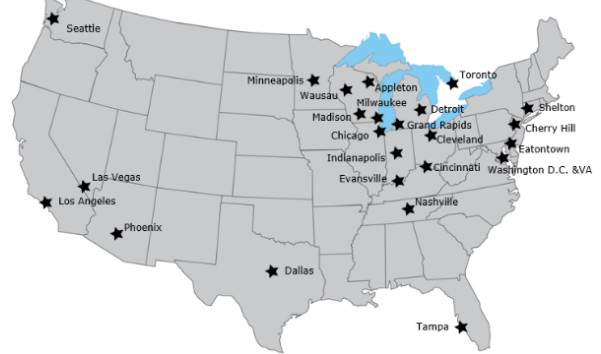 Seattle
Toronto
Minneapolis
Appleton
Wausau
Milwaukee
Detroit
Shelton
Madison
Grand Rapids
Cherry Hill
Chicago
Cleveland
Eatontown
Indianapolis
Cincinnati
Washington D.C. &VA
Las Vegas
Evansville
Los Angeles
Nashville
Phoenix
Dallas
Tampa